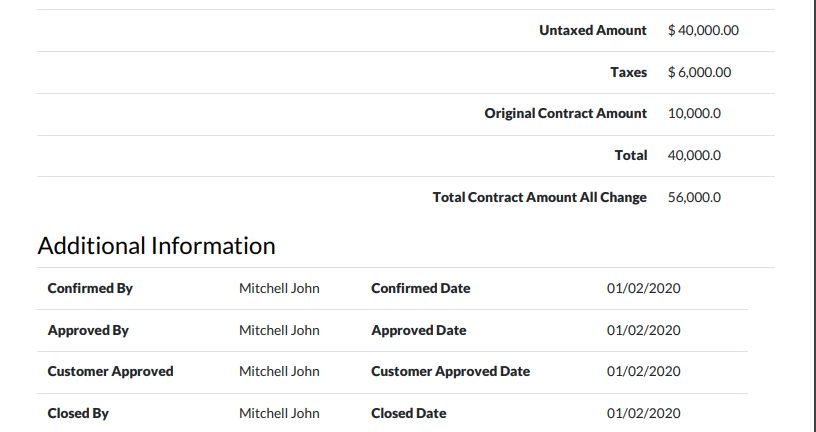 Untaxed Amount $ 40,000.00
Taxes $ 6,000.00
Original Contract Amount 10,000.0
Total 40,000.0
Total Contract Amount All Change 56,000.0
Additional Information
Confirmed By Mitchell John Confirmed Date 01/02/2020
Approved By Mitchell John Approved Date 01/02/2020
Customer Approved Mitchell John Customer Approved Date 01/02/2020
Closed By Mitchell John Closed Date 01/02/2020